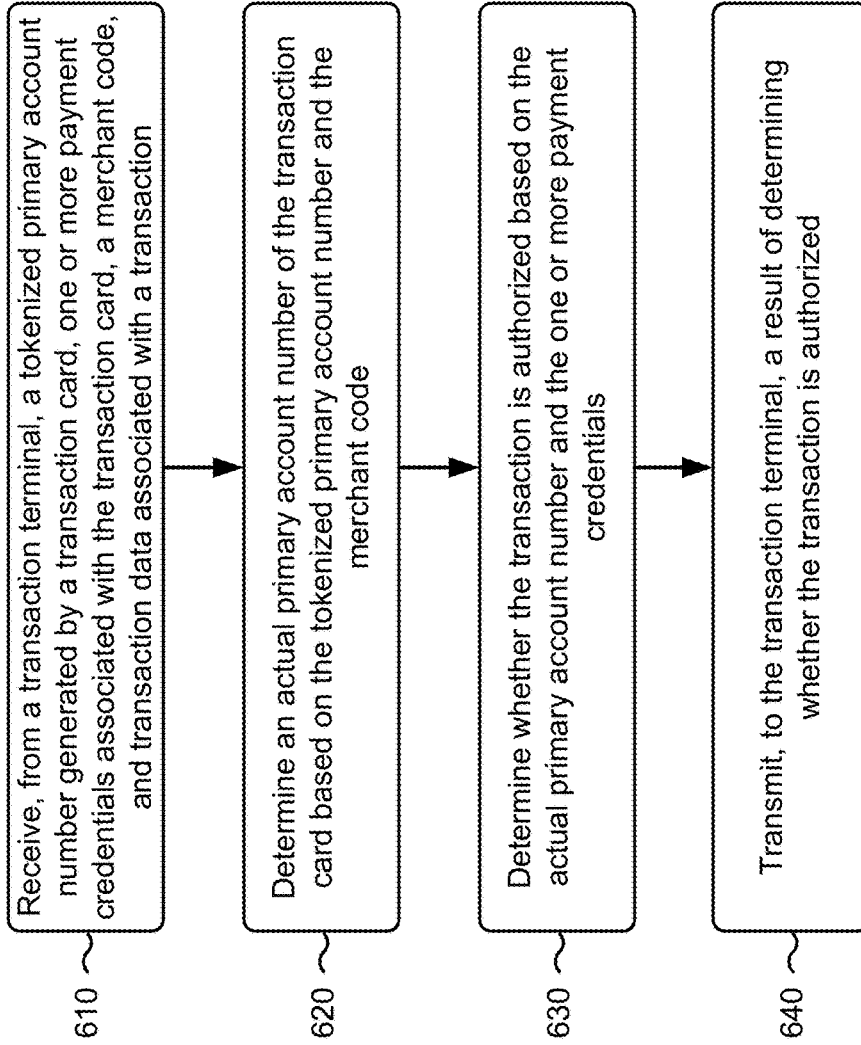 610
Receive, from a transaction terminal, a tokenized primary account
number generated by a transaction card, one or more payment
credentials associated with the transaction card, a merchant code,
and transaction data associated with a transaction
620
Determine an actual primary account number of the transaction
card based on the tokenized primary account number and the
merchant code
630
Determine whether the transaction is authorized based on the
actual primary account number and the one or more payment
credentials
640
Transmit, to the transaction terminal, a result of determining
whether the transaction is authorized